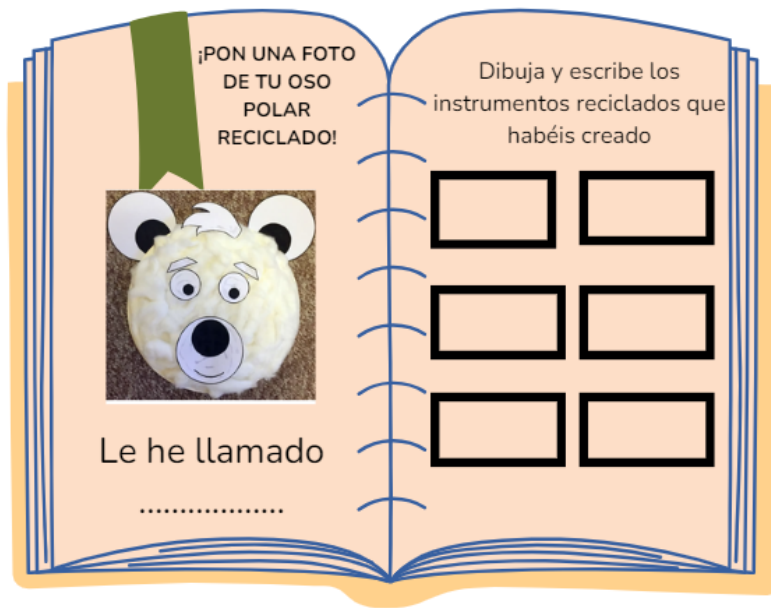 ¡PON UNA FOTO
DE TU OSO
POLAR
RECICLADO!
Le he llamado
..................
Dibuja y escribe los
instrumentos reciclados que
habéis creado